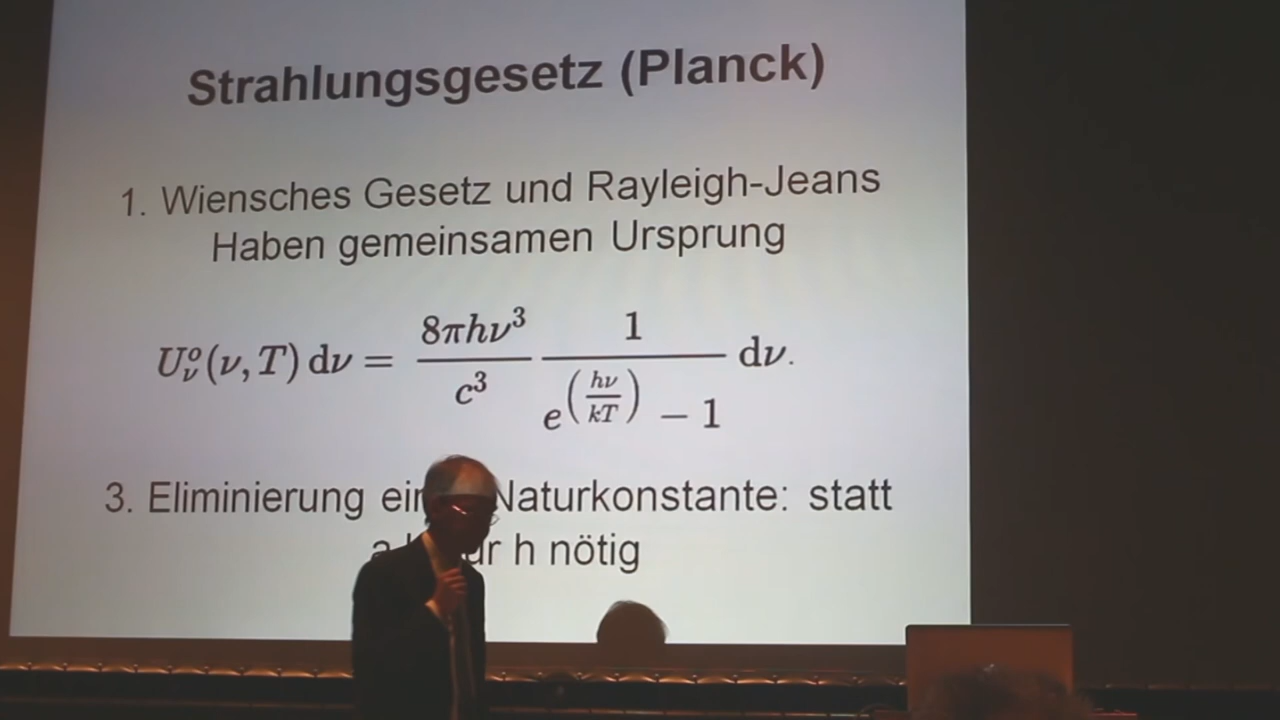 Strahlungsgesetz (Planck)
1. Wiensches Gesetz und Rayleigh-Jeans
Haben gemeinsamen Ursprung
U°_ν(ν, T) dν = 8πhν³/c³ 1/(e^(hν/kT) − 1) dν.
3. Eliminierung Naturkonstante: statt
h nötig